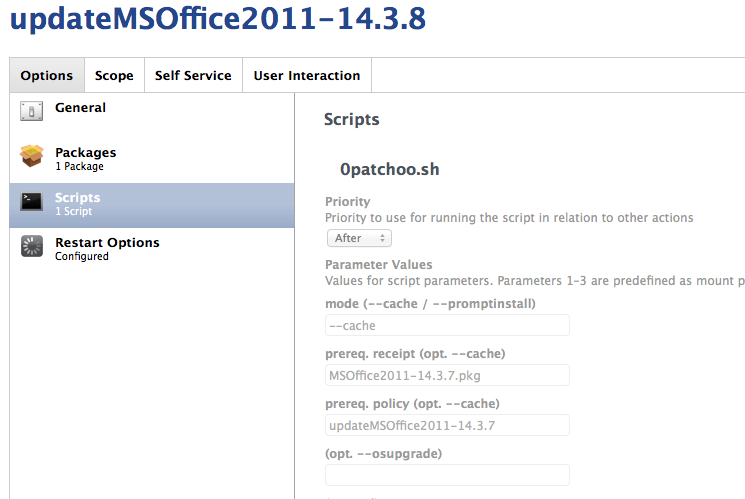 updateMSOffice2011-14.3.8
Options
Scope
Self Service
User Interaction
General
Packages
1 Package
Scripts
1 Script
Restart Options
Configured
Scripts
0patchoo.sh
Priority
Priority to use for running the script in relation to other actions
After
Parameter Values
Values for script parameters. Parameters 1-3 are predefined as mount p
mode (--cache / --promptinstall)
--cache
prereq. receipt (opt. --cache)
MSOffice2011-14.3.7.pkg
prereq. policy (opt. --cache)
updateMSOffice2011-14.3.7
(opt. --osupgrade)